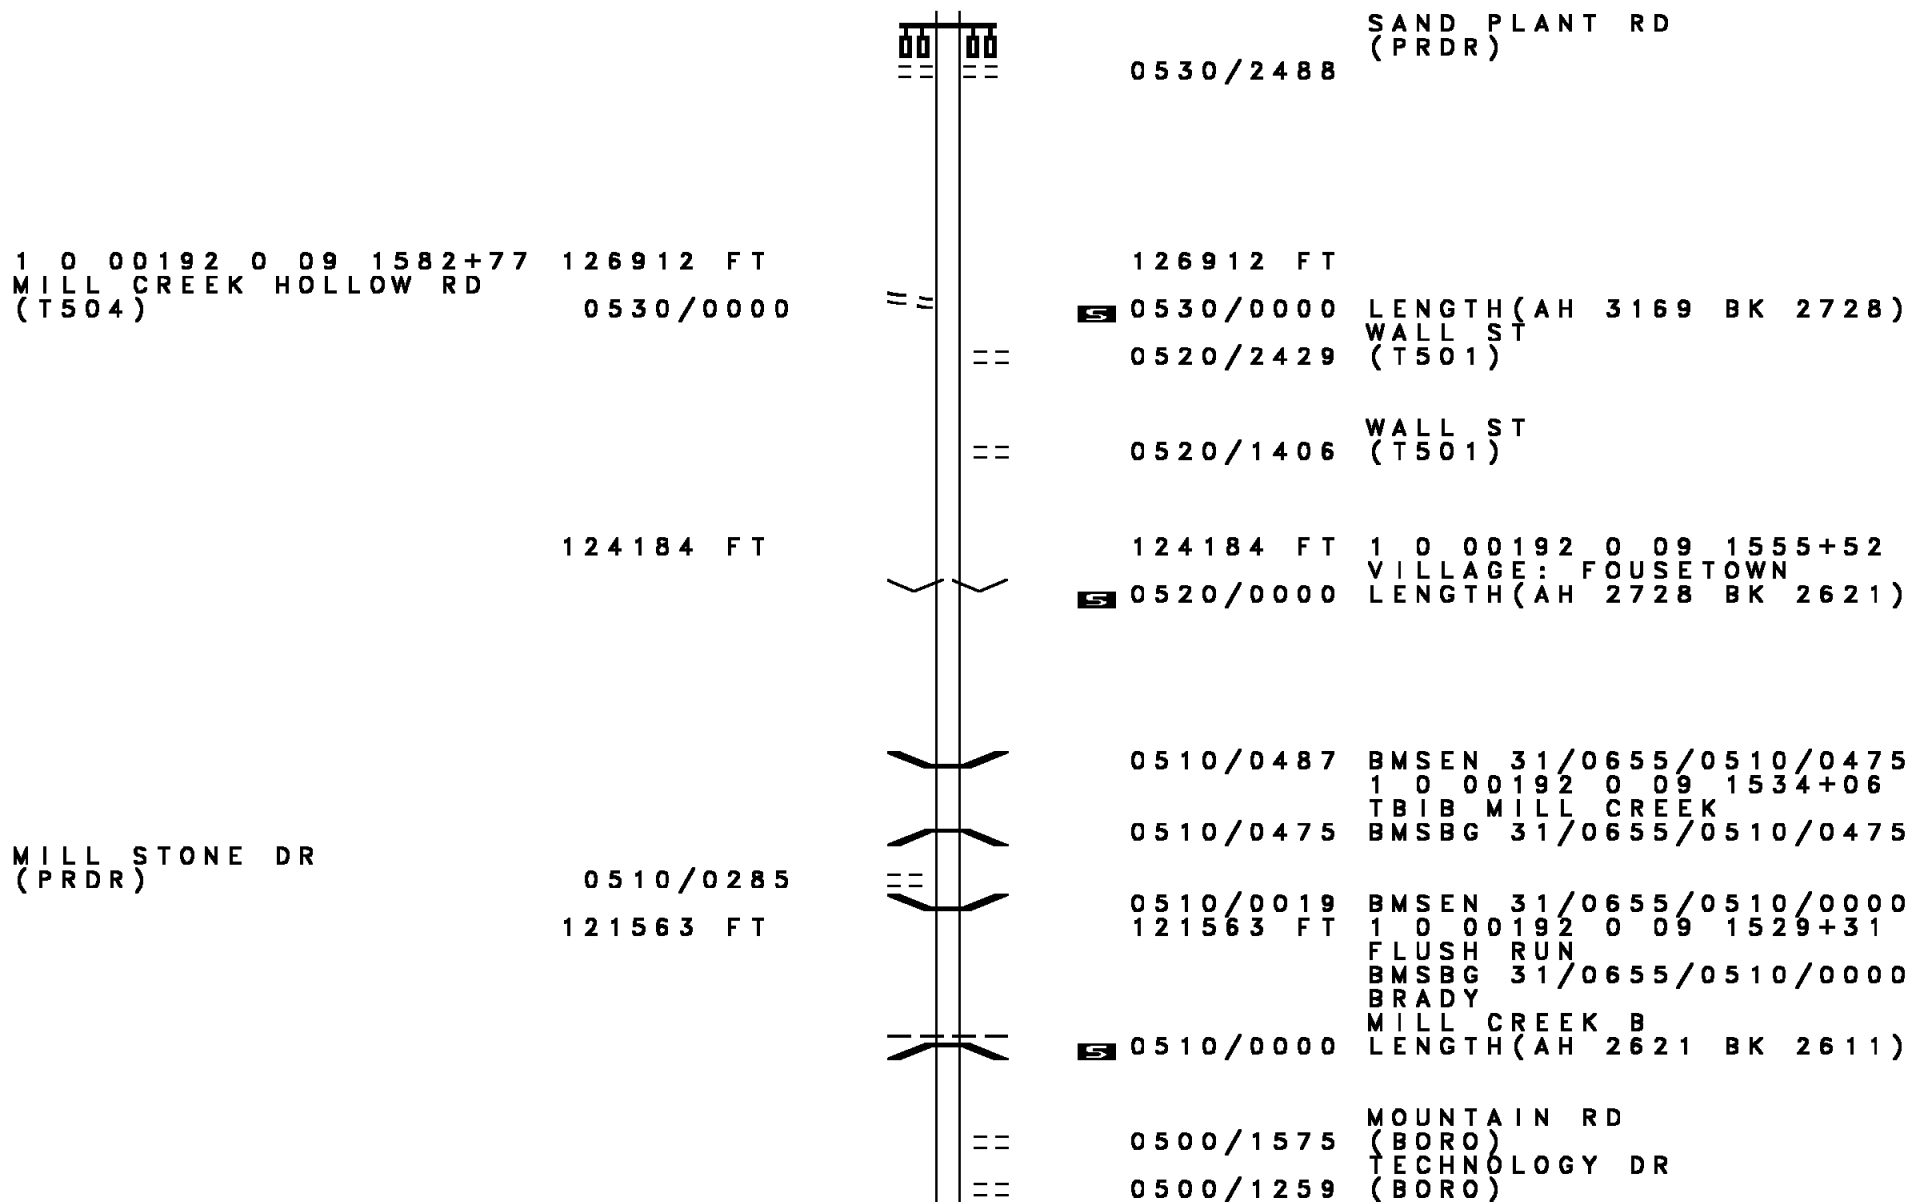 SAND PLANT RD
(PRDR)
0530/2488
1 0 00192 0 09 1582+77 126912 FT 126912 FT
MILL CREEK HOLLOW RD
(T504) 0530/0000 S 0530/0000 LENGTH(AH 3169 BK 2728)
WALL ST
0520/2429 (T501)
WALL ST
0520/1406 (T501)
124184 FT 124184 FT 1 0 00192 0 09 1555+52
VILLAGE: FOUSETOWN
S 0520/0000 LENGTH(AH 2728 BK 2621)
0510/0487 BMSEN 31/0655/0510/0475
1 0 00192 0 09 1534+06
TBIB MILL CREEK
0510/0475 BMSBG 31/0655/0510/0475
MILL STONE DR
(PRDR) 0510/0285
0510/0019 BMSEN 31/0655/0510/0000
121563 FT 121563 FT 1 0 00192 0 09 1529+31
FLUSH RUN
BMSBG 31/0655/0510/0000
BRADY
MILL CREEK B
S 0510/0000 LENGTH(AH 2621 BK 2611)
MOUNTAIN RD
0500/1575 (BORO)
TECHNOLOGY DR
0500/1259 (BORO)